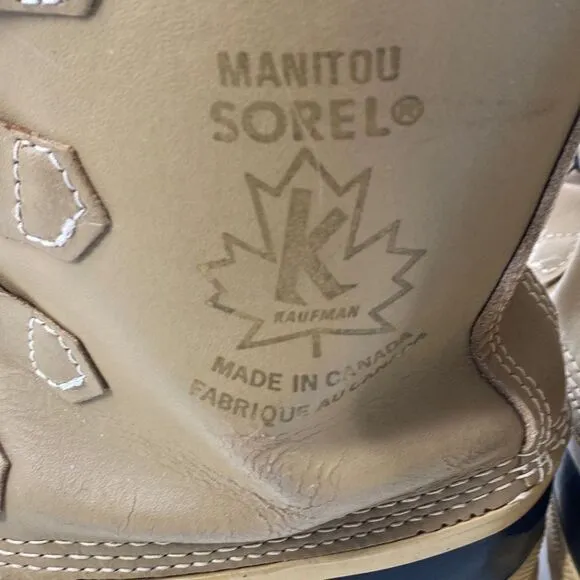 MANITOU
SOREL®
K
KAUFMAN
MADE IN CANADA
FABRIQUE AU CANADA